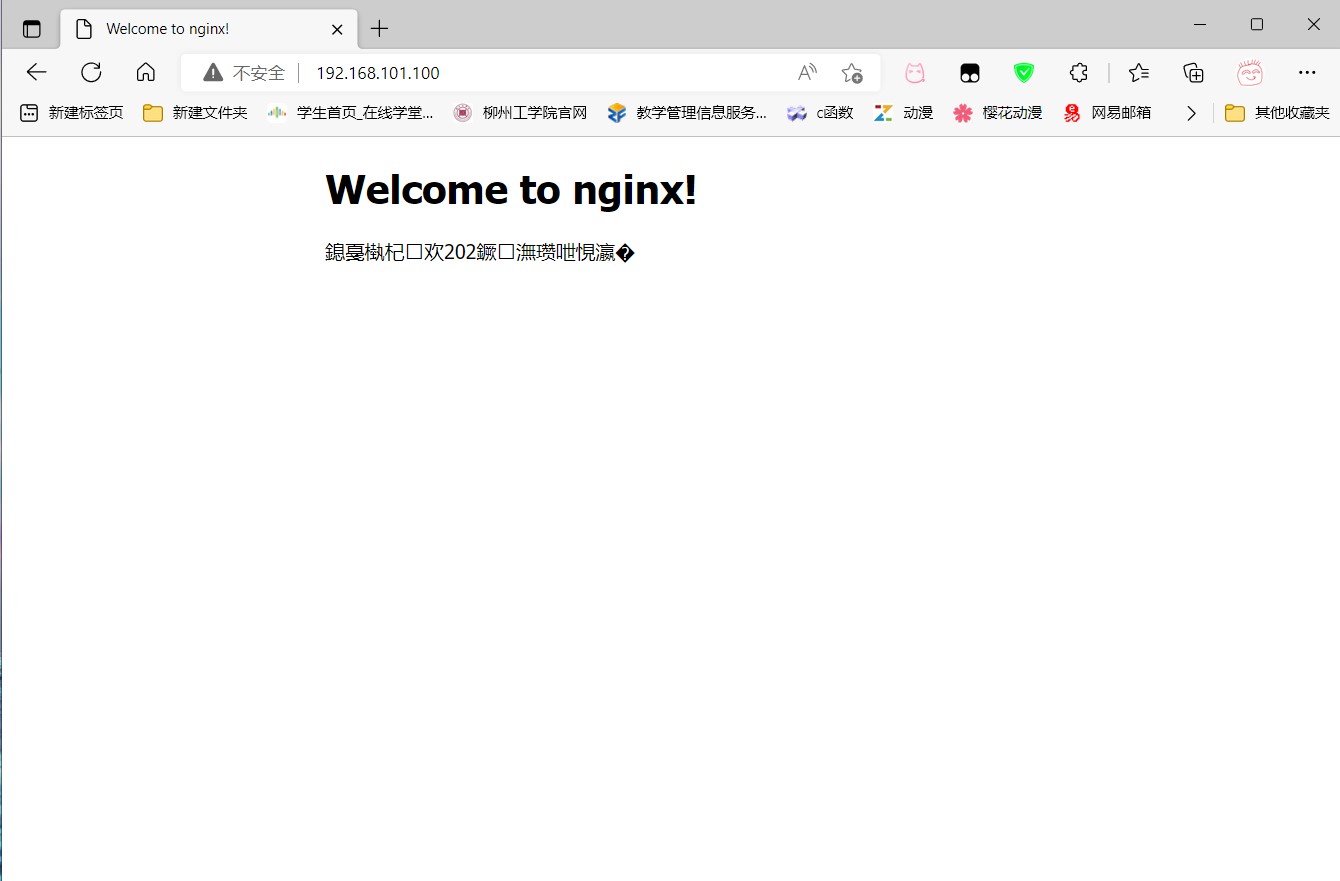 Welcome to nginx!
不安全 192.168.101.100
新建标签页 新建文件夹 学生首页_在线学堂... 柳州工学院官网 教学管理信息服务... c函数 动漫 樱花动漫 网易邮箱 其他收藏夹
Welcome to nginx!
鎴戞槸杞□欢202鐝□潕瓒呭悓瀛�